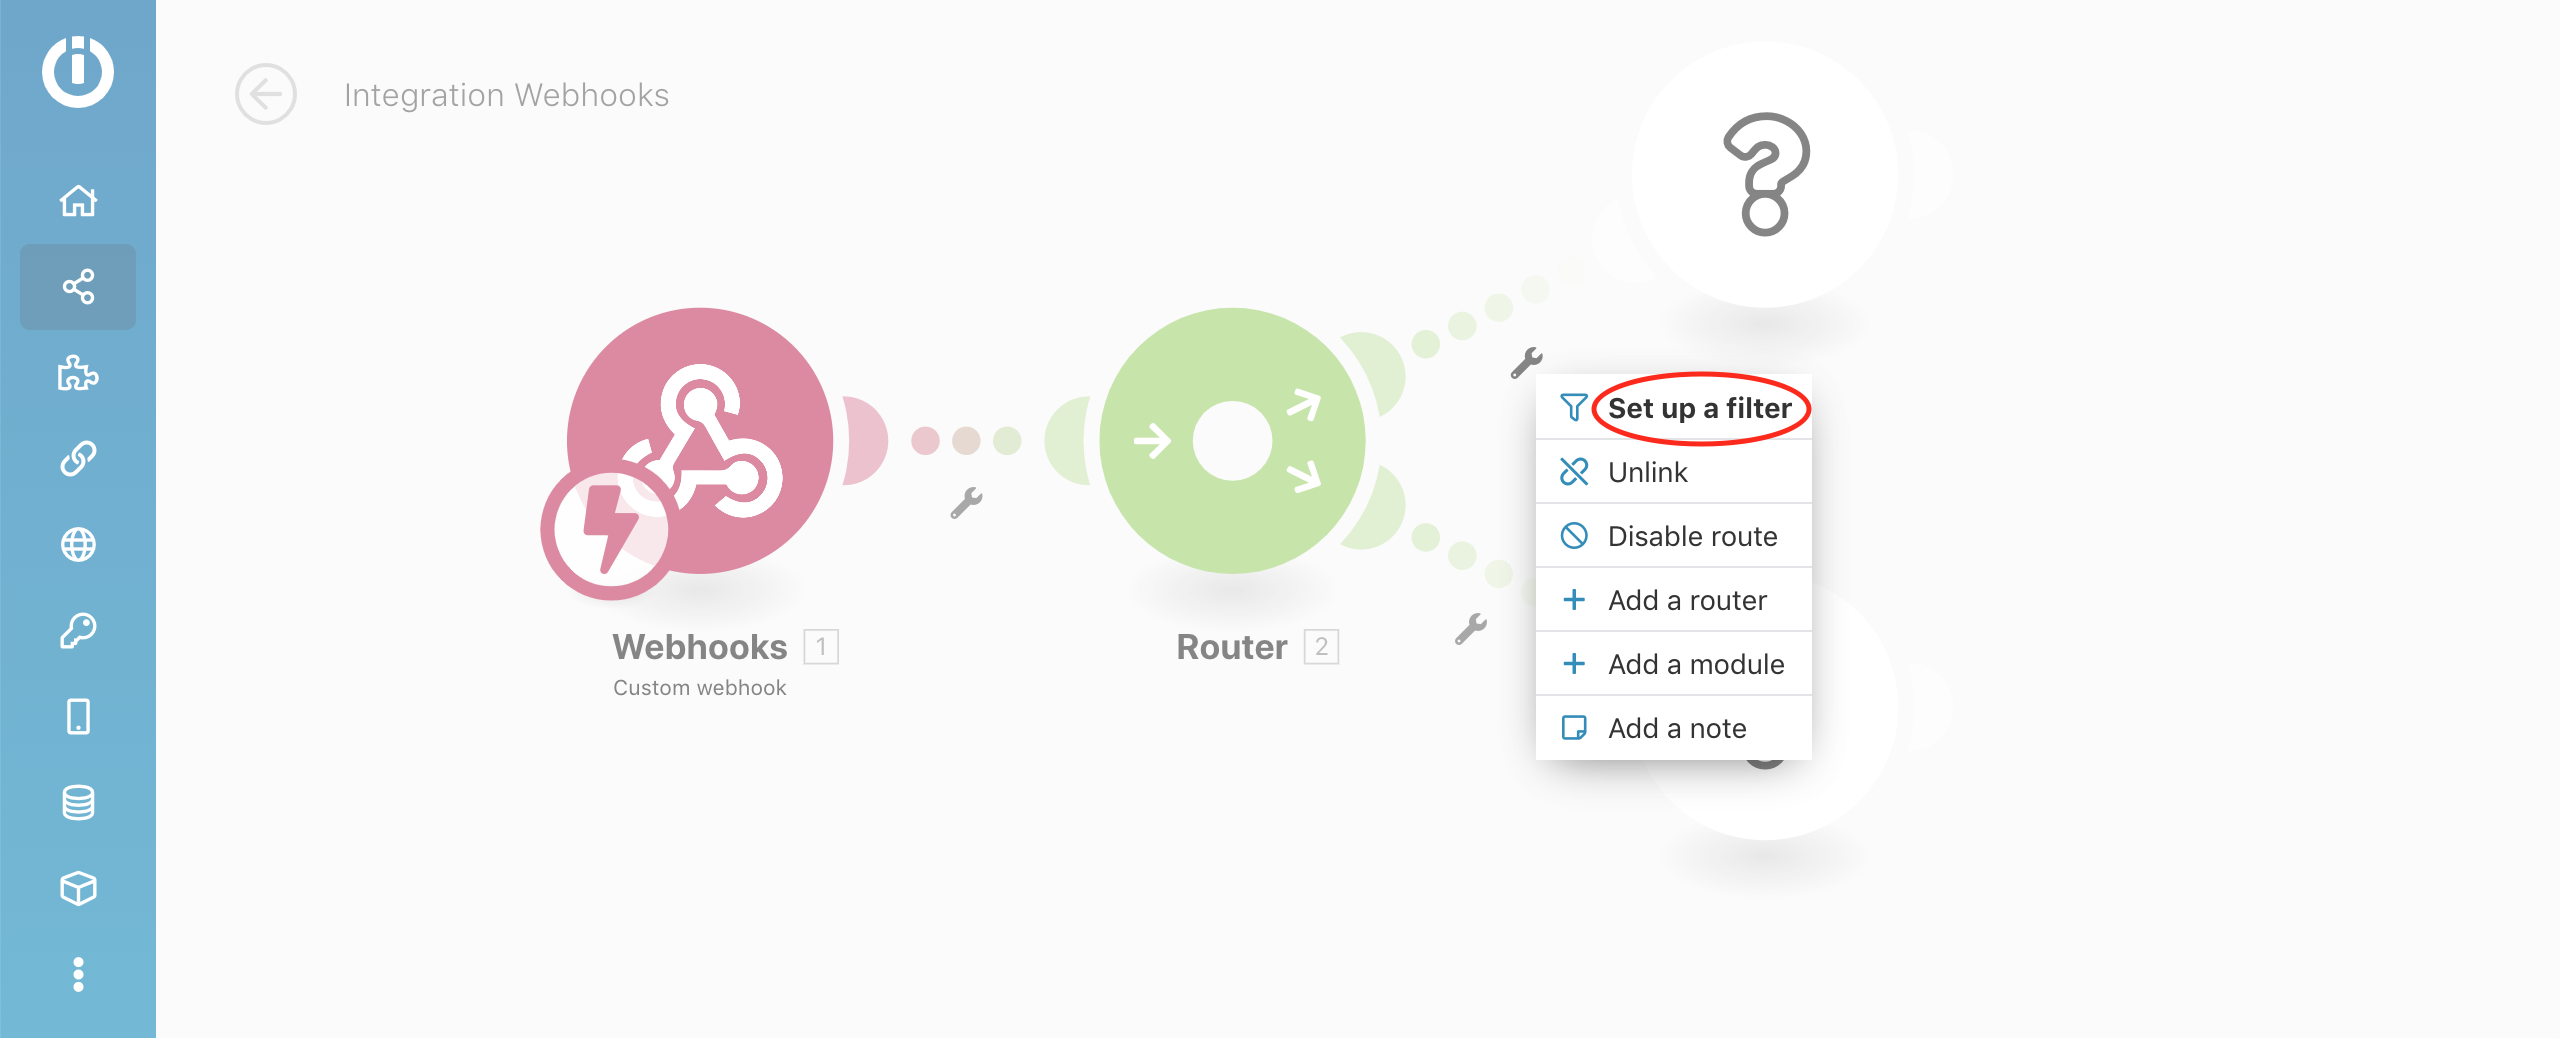 Integration Webhooks
Set up a filter
Unlink
Disable route
Add a router
Add a module
Add a note
Webhooks 1
Custom webhook
Router 2